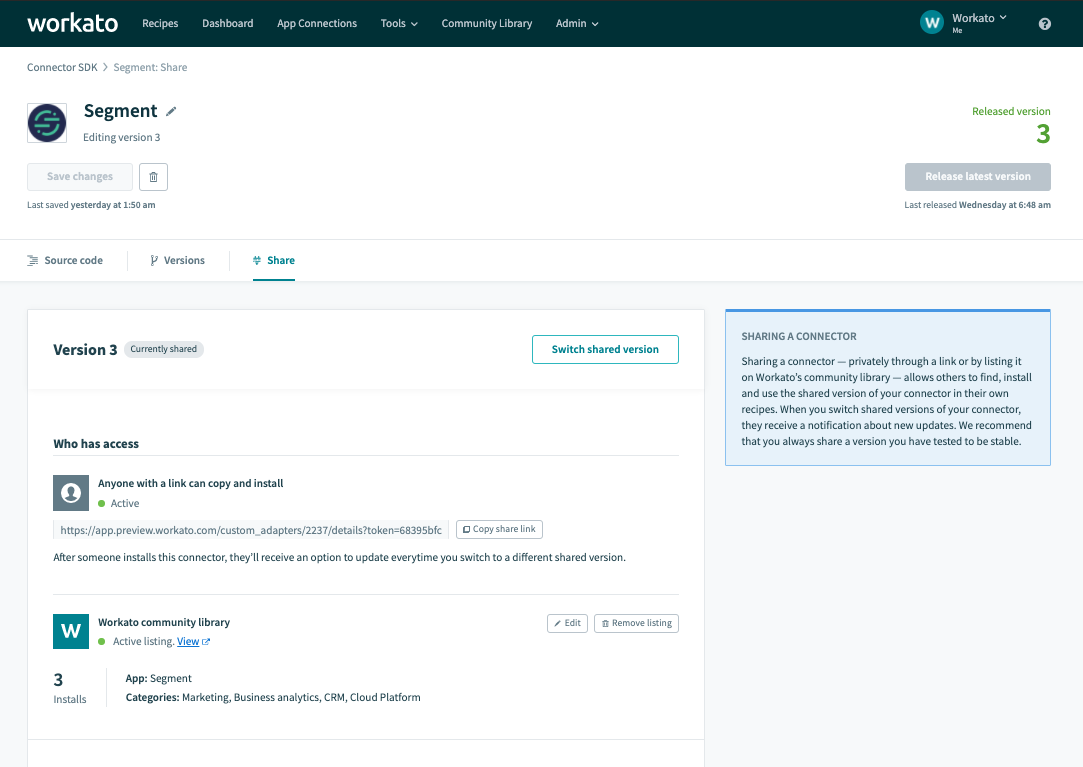 workato
Recipes
Dashboard
App Connections
Tools
Community Library
Admin
W
Workato
Me
?
Connector SDK > Segment: Share
Segment
Editing version 3
Released version
3
Save changes
Release latest version
Last saved yesterday at 1:50 am
Last released Wednesday at 6:48 am
Source code
Versions
Share
Version 3
Currently shared
Switch shared version
Who has access
Anyone with a link can copy and install
Active
https://app.preview.workato.com/custom_adapters/2237/details?token=68395bfc
Copy share link
After someone installs this connector, they'll receive an option to update everytime you switch to a different shared version.
W
Workato community library
Active listing. View
Edit
Remove listing
3
Installs
App: Segment
Categories: Marketing, Business analytics, CRM, Cloud Platform
SHARING A CONNECTOR
Sharing a connector — privately through a link or by listing it
on Workato's community library — allows others to find, install
and use the shared version of your connector in their own
recipes. When you switch shared versions of your connector,
they receive a notification about new updates. We recommend
that you always share a version you have tested to be stable.